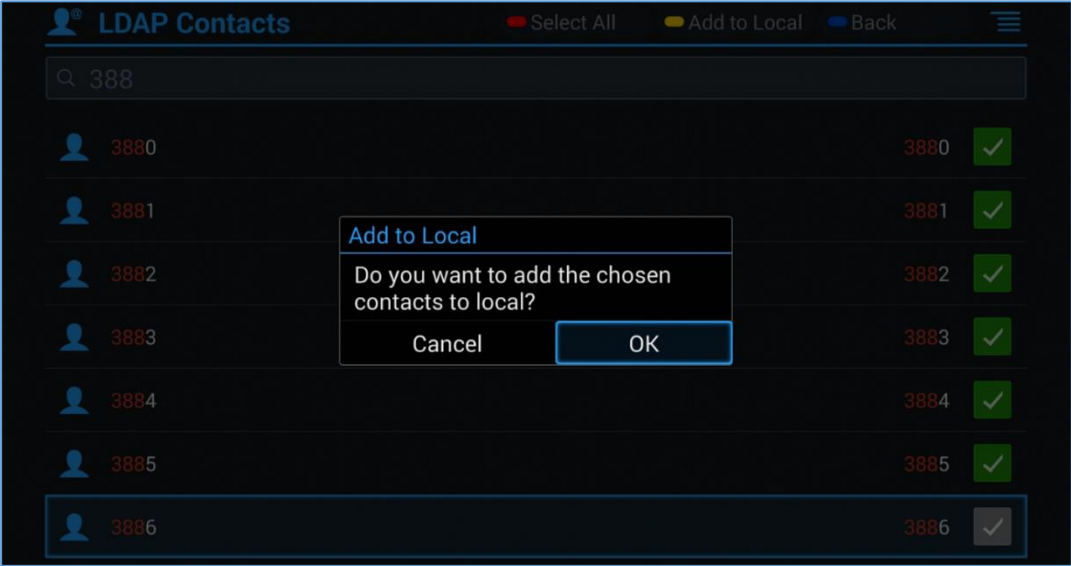 LDAP Contacts Select All Add to Local Back
388
3880 3880
3881 3881
Add to Local
Do you want to add the chosen
3882 3882
contacts to local?
3883 Cancel OK 3883
3884 3884
3885 3885
3886 3886